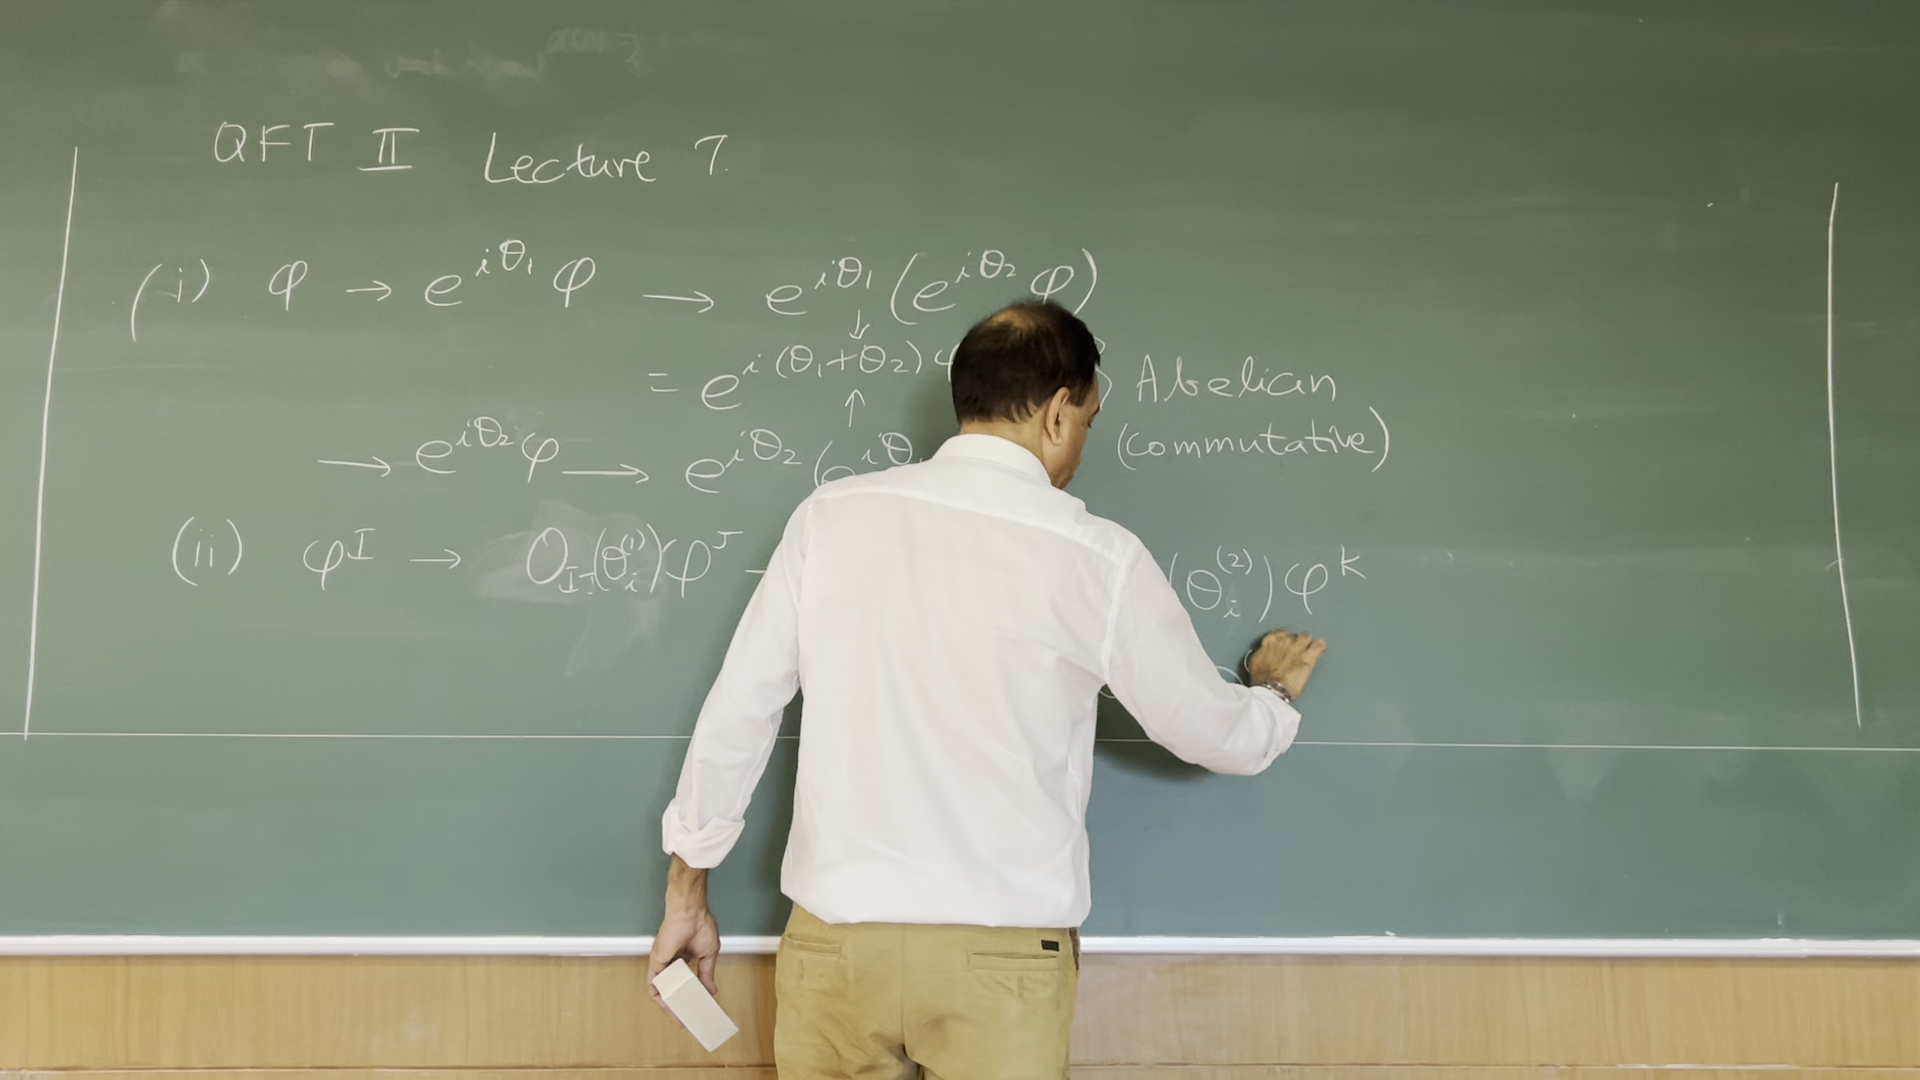 QFT II Lecture 7.
(i) φ → e^{iθ₁} φ → e^{iθ₁} (e^{iθ₂} φ)
↓
= e^{i(θ₁+θ₂)} Abelian
↑ (commutative)
→ e^{iθ₂} φ → e^{iθ₂} (e^{iθ
(ii) φ^I → O_{IJ}(θ_i^{(1)}) φ^J (θ_i^{(2)}) φ^K